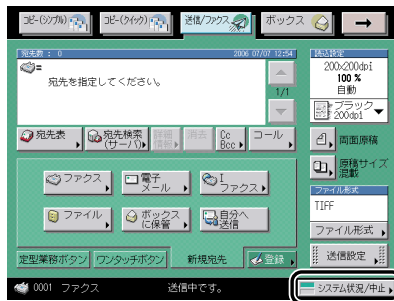 コピー(シンプル)
コピー(クイック)
送信/ファクス
ボックス
宛先数 : 0
2006 07/07 12:54
宛先を指定してください。
1/1
読込設定
200×200dpi
100 %
自動
ブラック
200dpi
宛先表
宛先検索
(サーバ)
詳細
情報
消去
Cc
Bcc
コール
両面原稿
原稿サイズ
混載
ファクス
電子
メール
I
ファクス
ファイル
ボックス
に保管
自分へ
送信
ファイル形式
TIFF
ファイル形式
定型業務ボタン
ワンタッチボタン
新規宛先
登録
送信設定
0001 ファクス
送信中です。
システム状況/中止